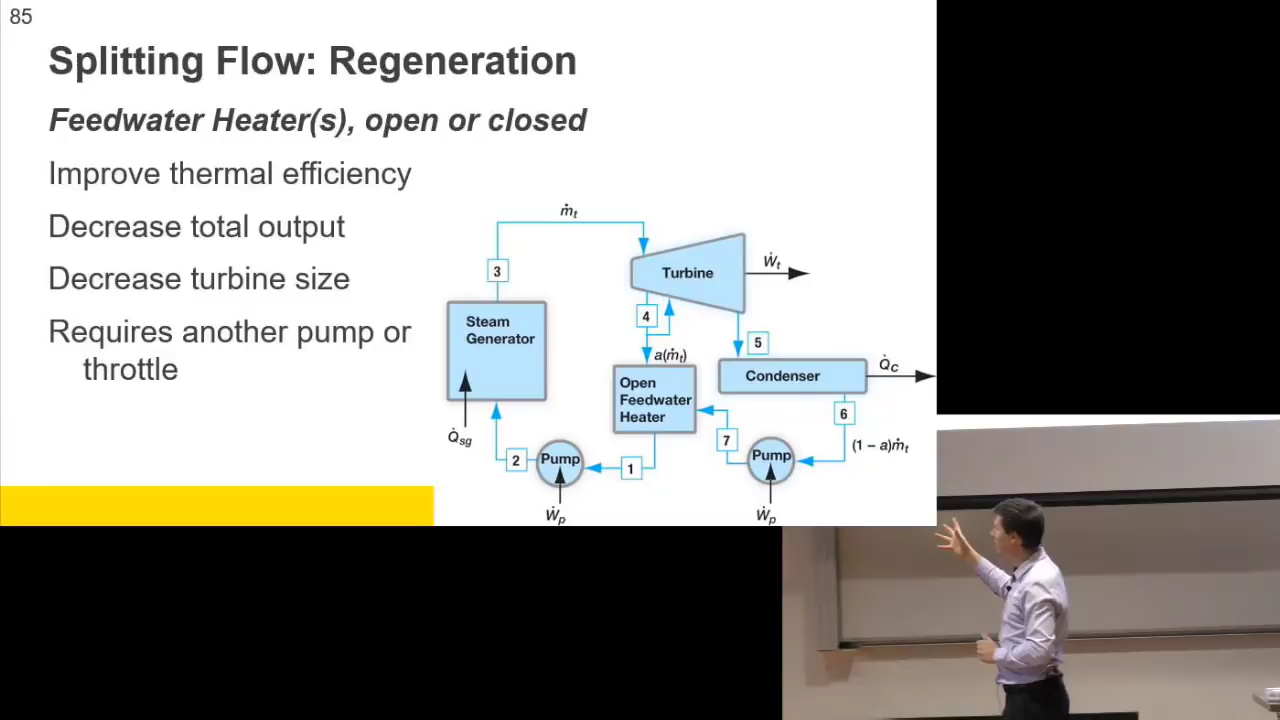 85
Splitting Flow: Regeneration
Feedwater Heater(s), open or closed
Improve thermal efficiency
Decrease total output
Decrease turbine size
Requires another pump or
throttle
ṁt
3
Turbine
Ẇt
4
Steam
Generator
5
a(ṁt)
Q̇C
Condenser
Open
Feedwater
Heater
6
Q̇sg
7
(1 − a)ṁt
2
Pump
1
Pump
Ẇp
Ẇp